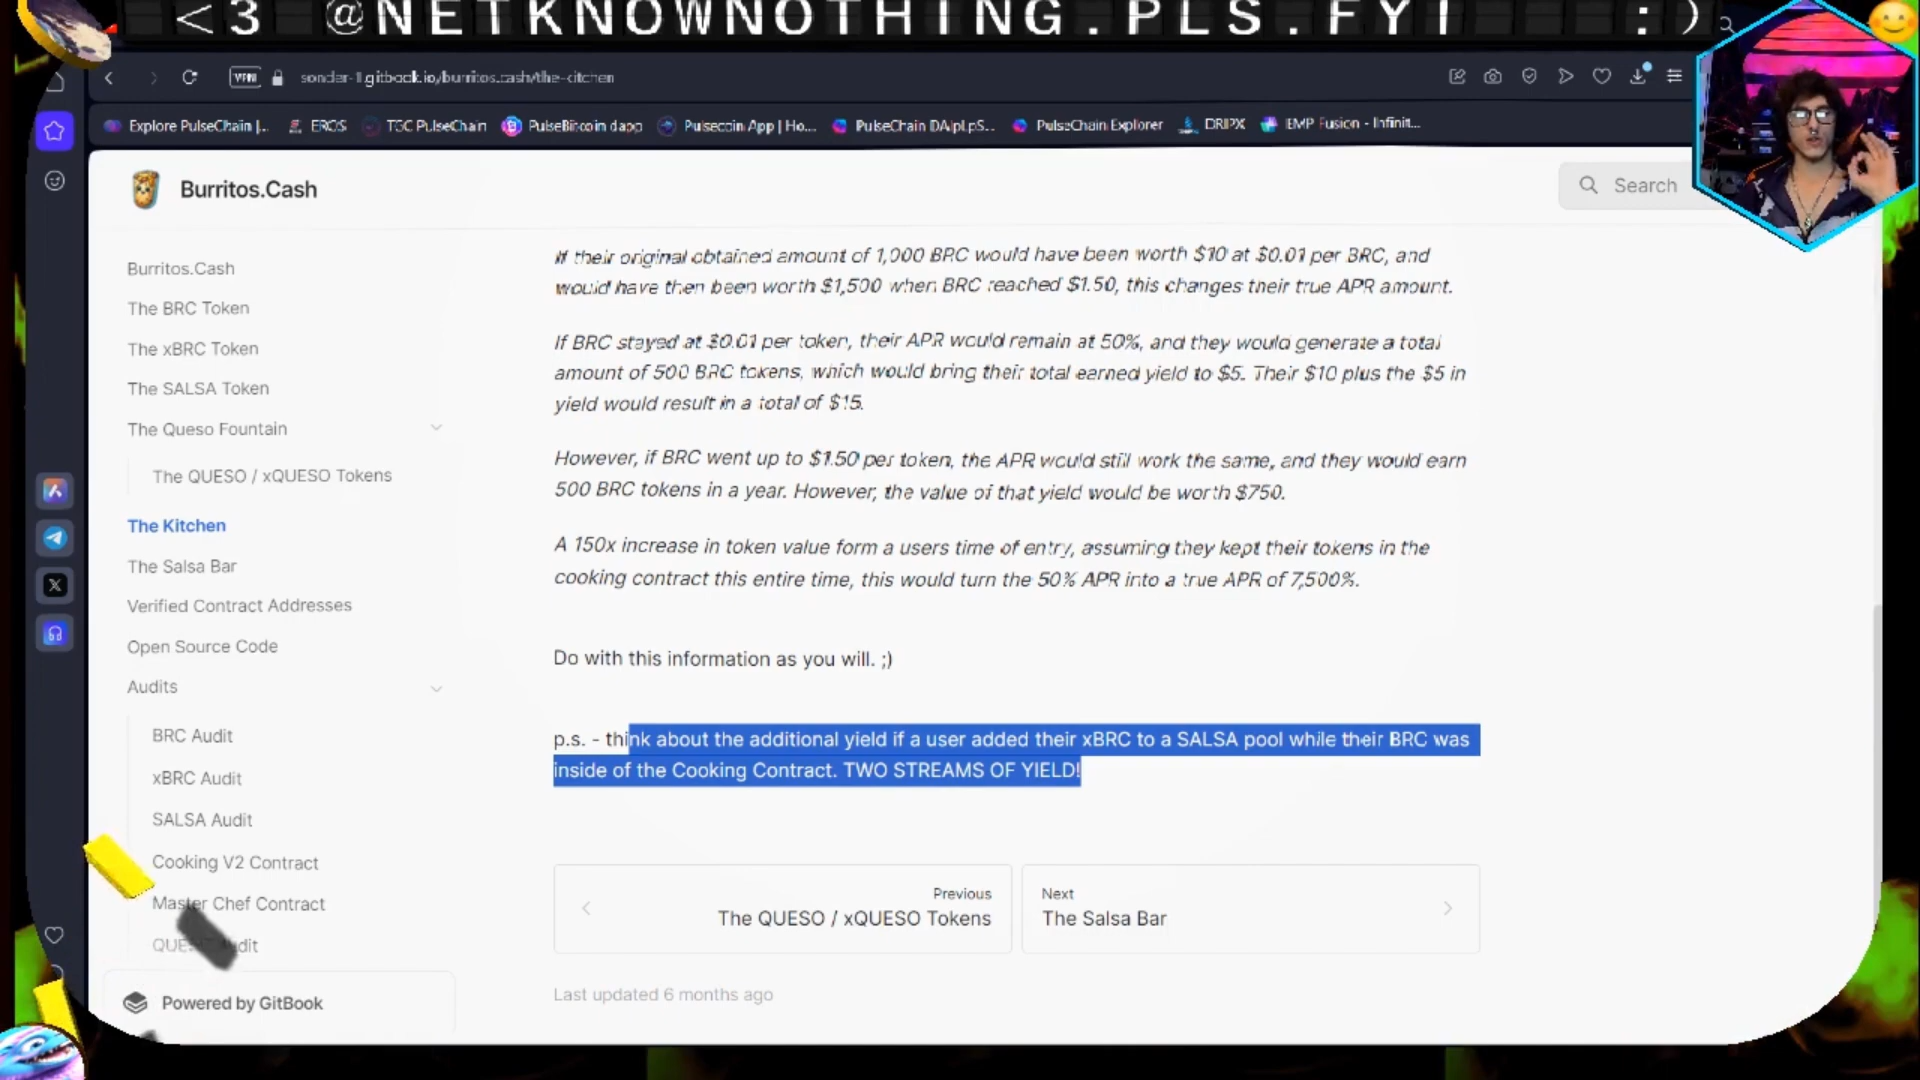 <3 @NETKNOWNOTHING.PLS.FYI :)
VPN sonder-1.gitbook.io/burritos.cash/the-kitchen
Explore PulseChain |... EROS TSC PulseChain PulseBitcoin dapp Pulsecoin App | Ho... PulseChain DApI.pS... PulseChain Explorer DRIPX EMP Fusion - Infinit...
Burritos.Cash
Search
Burritos.Cash
The BRC Token
The xBRC Token
The SALSA Token
The Queso Fountain
The QUESO / xQUESO Tokens
The Kitchen
The Salsa Bar
Verified Contract Addresses
Open Source Code
Audits
BRC Audit
xBRC Audit
SALSA Audit
Cooking V2 Contract
Master Chef Contract
Powered by GitBook
If their original obtained amount of 1,000 BRC would have been worth $10 at $0.01 per BRC, and
would have then been worth $1,500 when BRC reached $1.50, this changes their true APR amount.
If BRC stayed at $0.01 per token, their APR would remain at 50%, and they would generate a total
amount of 500 BRC tokens, which would bring their total earned yield to $5. Their $10 plus the $5 in
yield would result in a total of $15.
However, if BRC went up to $1.50 per token, the APR would still work the same, and they would earn
500 BRC tokens in a year. However, the value of that yield would be worth $750.
A 150x increase in token value form a users time of entry, assuming they kept their tokens in the
cooking contract this entire time, this would turn the 50% APR into a true APR of 7,500%.
Do with this information as you will. ;)
p.s. - think about the additional yield if a user added their xBRC to a SALSA pool while their BRC was
inside of the Cooking Contract. TWO STREAMS OF YIELD!
Previous
The QUESO / xQUESO Tokens
Next
The Salsa Bar
Last updated 6 months ago